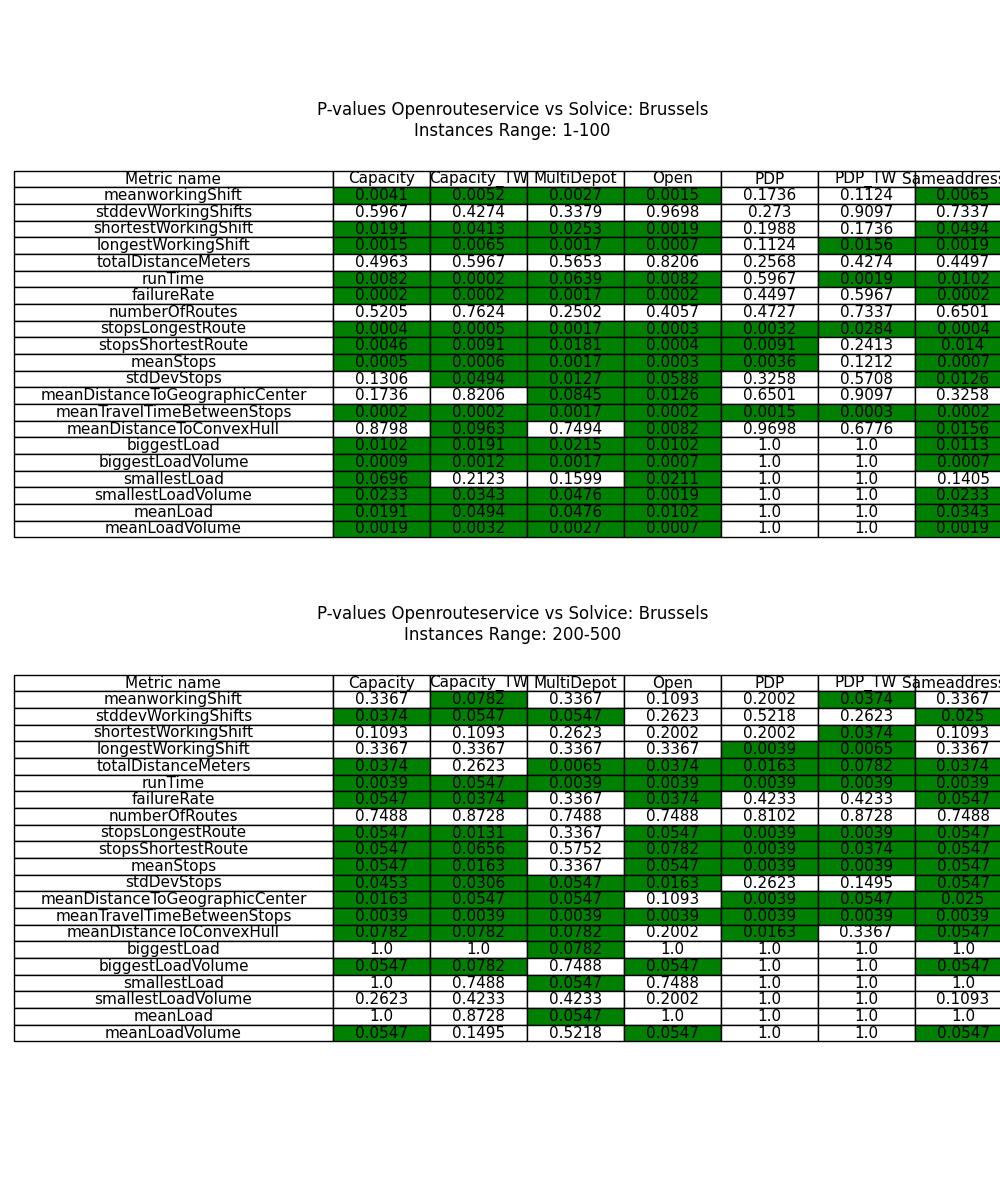 P-values Openrouteservice vs Solvice: Brussels
Instances Range: 1-100
Metric name Capacity Capacity_TW MultiDepot Open PDP PDP_TW Sameaddress
meanworkingShift 0.0041 0.0052 0.0027 0.0015 0.1736 0.1124 0.0065
stddevWorkingShifts 0.5967 0.4274 0.3379 0.9698 0.273 0.9097 0.7337
shortestWorkingShift 0.0191 0.0413 0.0253 0.0019 0.1988 0.1736 0.0494
longestWorkingShift 0.0015 0.0065 0.0017 0.0007 0.1124 0.0156 0.0019
totalDistanceMeters 0.4963 0.5967 0.5653 0.8206 0.2568 0.4274 0.4497
runTime 0.0082 0.0002 0.0639 0.0082 0.5967 0.0019 0.0102
failureRate 0.0002 0.0002 0.0017 0.0002 0.4497 0.5967 0.0002
numberOfRoutes 0.5205 0.7624 0.2502 0.4057 0.4727 0.7337 0.6501
stopsLongestRoute 0.0004 0.0005 0.0017 0.0003 0.0032 0.0284 0.0004
stopsShortestRoute 0.0046 0.0091 0.0181 0.0004 0.0091 0.2413 0.014
meanStops 0.0005 0.0006 0.0017 0.0003 0.0036 0.1212 0.0007
stdDevStops 0.1306 0.0494 0.0127 0.0588 0.3258 0.5708 0.0126
meanDistanceToGeographicCenter 0.1736 0.8206 0.0845 0.0126 0.6501 0.9097 0.3258
meanTravelTimeBetweenStops 0.0002 0.0002 0.0017 0.0002 0.0015 0.0003 0.0002
meanDistanceToConvexHull 0.8798 0.0963 0.7494 0.0082 0.9698 0.6776 0.0156
biggestLoad 0.0102 0.0191 0.0215 0.0102 1.0 1.0 0.0113
biggestLoadVolume 0.0009 0.0012 0.0017 0.0007 1.0 1.0 0.0007
smallestLoad 0.0696 0.2123 0.1599 0.0211 1.0 1.0 0.1405
smallestLoadVolume 0.0233 0.0343 0.0476 0.0019 1.0 1.0 0.0233
meanLoad 0.0191 0.0494 0.0476 0.0102 1.0 1.0 0.0343
meanLoadVolume 0.0019 0.0032 0.0027 0.0007 1.0 1.0 0.0019
P-values Openrouteservice vs Solvice: Brussels
Instances Range: 200-500
Metric name Capacity Capacity_TW MultiDepot Open PDP PDP_TW Sameaddress
meanworkingShift 0.3367 0.0782 0.3367 0.1093 0.2002 0.0374 0.3367
stddevWorkingShifts 0.0374 0.0547 0.0547 0.2623 0.5218 0.2623 0.025
shortestWorkingShift 0.1093 0.1093 0.2623 0.2002 0.2002 0.0374 0.1093
longestWorkingShift 0.3367 0.3367 0.3367 0.3367 0.0039 0.0065 0.3367
totalDistanceMeters 0.0374 0.2623 0.0065 0.0374 0.0163 0.0782 0.0374
runTime 0.0039 0.0547 0.0039 0.0039 0.0039 0.0039 0.0039
failureRate 0.0547 0.0374 0.3367 0.0374 0.4233 0.4233 0.0547
numberOfRoutes 0.7488 0.8728 0.7488 0.7488 0.8102 0.8728 0.7488
stopsLongestRoute 0.0547 0.0131 0.3367 0.0547 0.0039 0.0039 0.0547
stopsShortestRoute 0.0547 0.0656 0.5752 0.0782 0.0039 0.0374 0.0547
meanStops 0.0547 0.0163 0.3367 0.0547 0.0039 0.0039 0.0547
stdDevStops 0.0453 0.0306 0.0547 0.0163 0.2623 0.1495 0.0547
meanDistanceToGeographicCenter 0.0163 0.0547 0.0547 0.1093 0.0039 0.0547 0.025
meanTravelTimeBetweenStops 0.0039 0.0039 0.0039 0.0039 0.0039 0.0039 0.0039
meanDistanceToConvexHull 0.0782 0.0782 0.0782 0.2002 0.0163 0.3367 0.0547
biggestLoad 1.0 1.0 0.0782 1.0 1.0 1.0 1.0
biggestLoadVolume 0.0547 0.0782 0.7488 0.0547 1.0 1.0 0.0547
smallestLoad 1.0 0.7488 0.0547 0.7488 1.0 1.0 1.0
smallestLoadVolume 0.2623 0.4233 0.4233 0.2002 1.0 1.0 0.1093
meanLoad 1.0 0.8728 0.0547 1.0 1.0 1.0 1.0
meanLoadVolume 0.0547 0.1495 0.5218 0.0547 1.0 1.0 0.0547